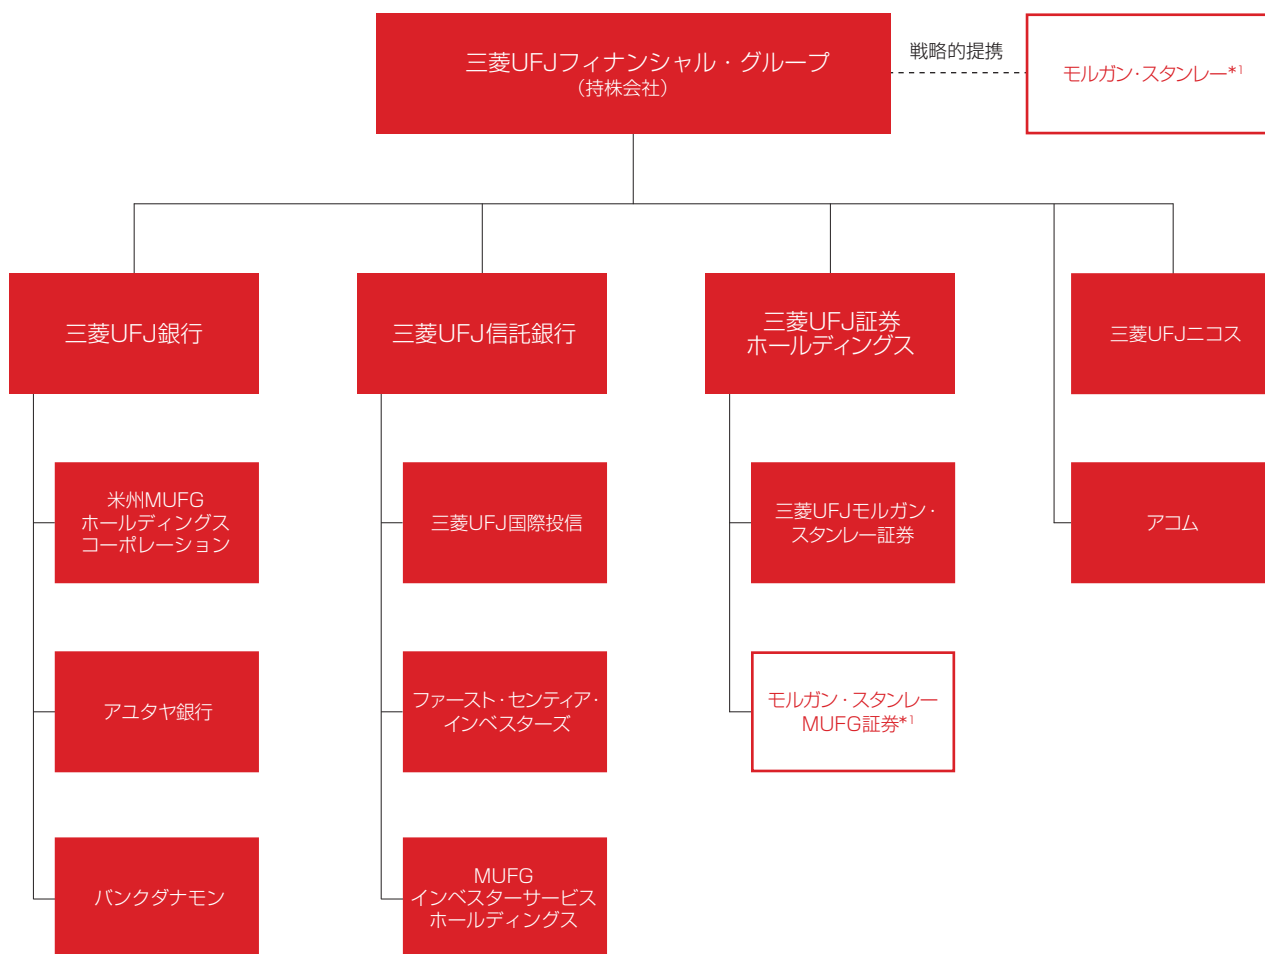 三菱UFJフィナンシャル・グループ
（持株会社）
戦略的提携
モルガン・スタンレー*1
三菱UFJ銀行
三菱UFJ信託銀行
三菱UFJ証券
ホールディングス
三菱UFJニコス
米州MUFG
ホールディングス
コーポレーション
三菱UFJ国際投信
三菱UFJモルガン・
スタンレー証券
アコム
アユタヤ銀行
ファースト・センティア・
インベスターズ
モルガン・スタンレー
MUFG証券*1
バンクダナモン
MUFG
インベスターサービス
ホールディングス